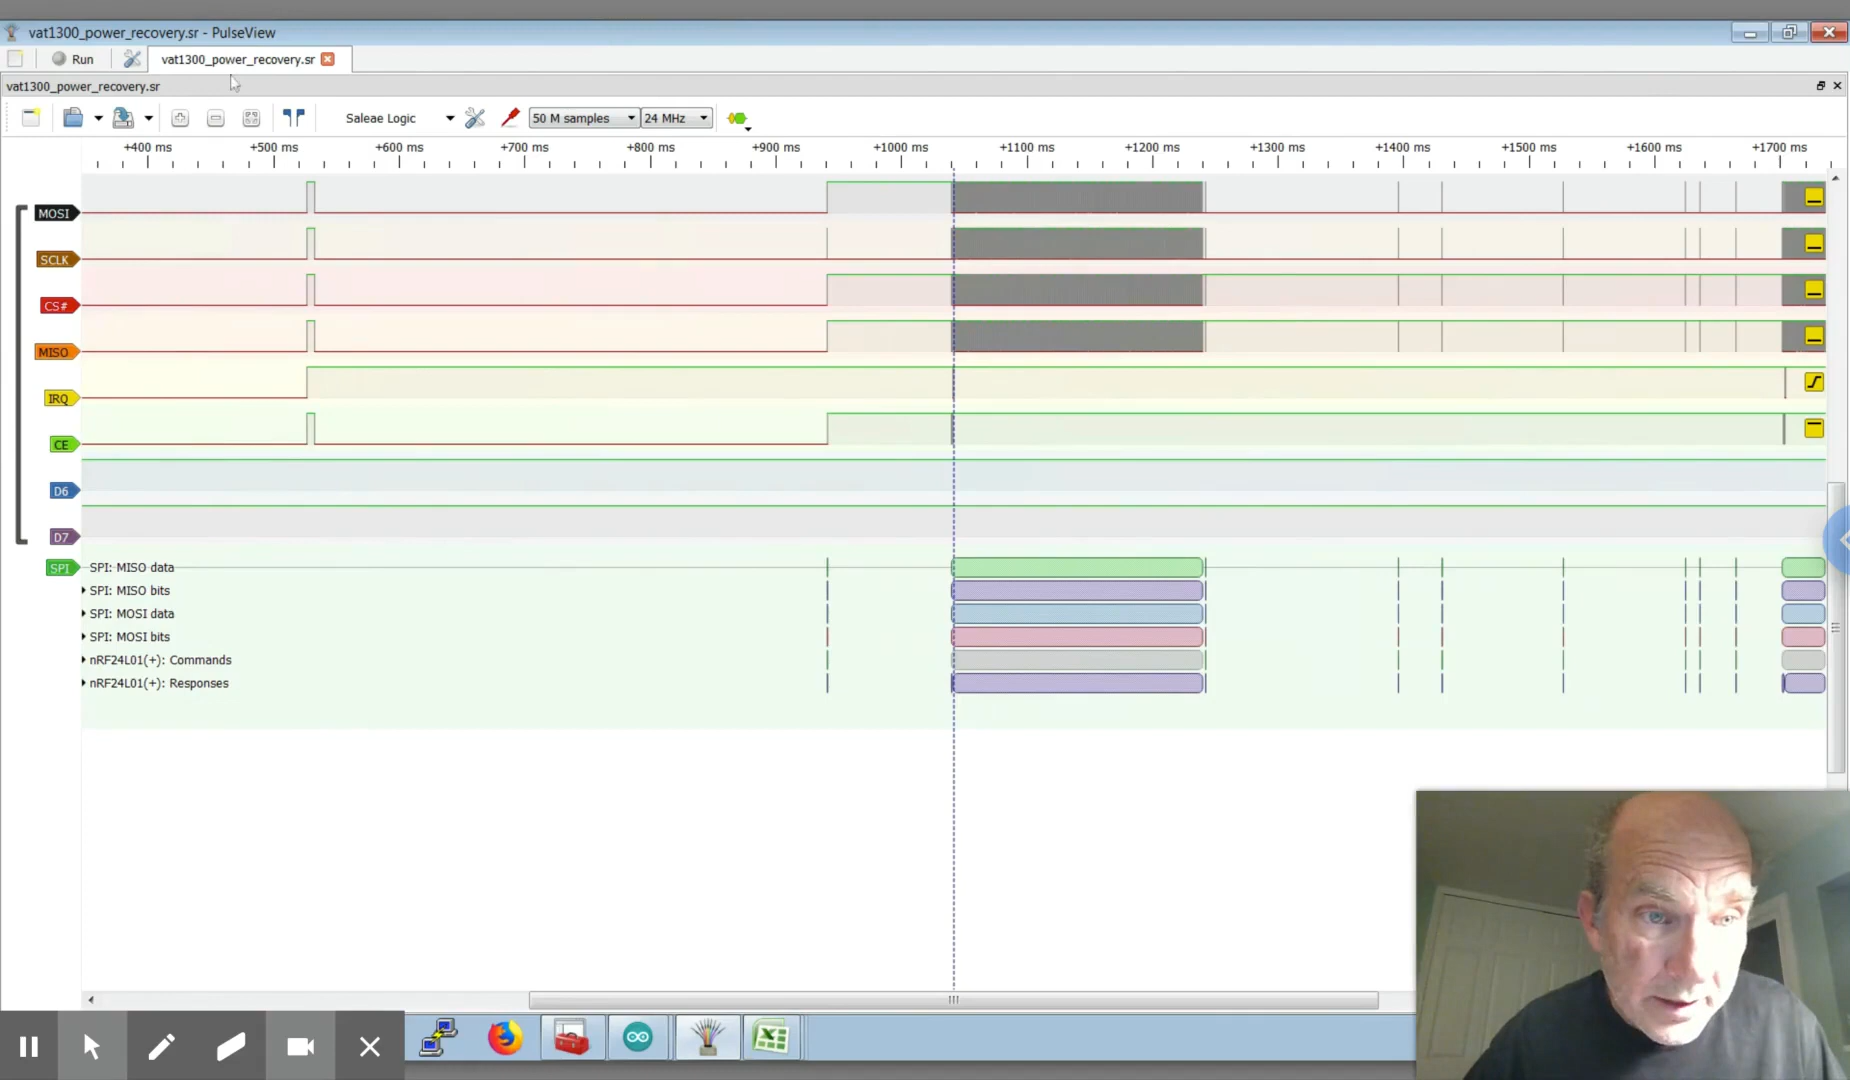 vat1300_power_recovery.sr - PulseView
Run
vat1300_power_recovery.sr
vat1300_power_recovery.sr
Saleae Logic
50 M samples
24 MHz
+400 ms
+500 ms
+600 ms
+700 ms
+800 ms
+900 ms
+1000 ms
+1100 ms
+1200 ms
+1300 ms
+1400 ms
+1500 ms
+1600 ms
+1700 ms
MOSI
SCLK
CS#
MISO
IRQ
CE
D6
D7
SPI
SPI: MISO data
SPI: MISO bits
SPI: MOSI data
SPI: MOSI bits
nRF24L01(+): Commands
nRF24L01(+): Responses